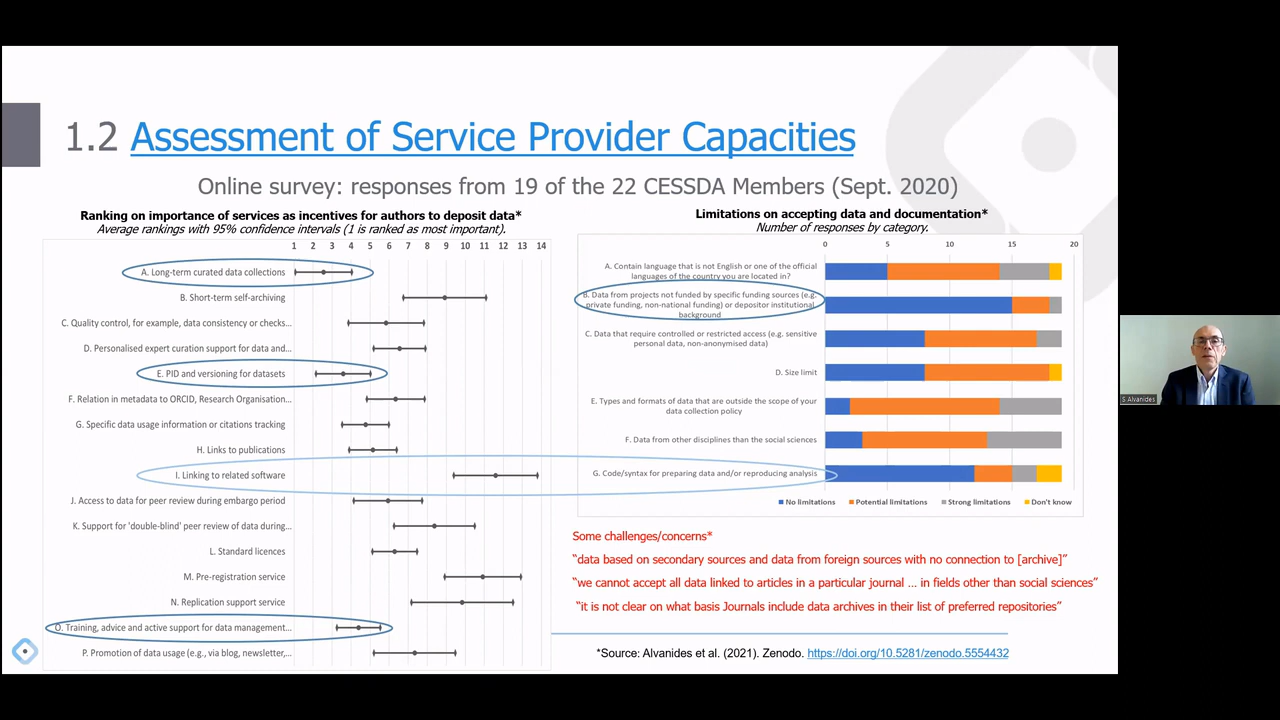 1.2 Assessment of Service Provider Capacities
Online survey: responses from 19 of the 22 CESSDA Members (Sept. 2020)
Ranking on importance of services as incentives for authors to deposit data*
Average rankings with 95% confidence intervals (1 is ranked as most important).
1 2 3 4 5 6 7 8 9 10 11 12 13 14
A. Long-term curated data collections
B. Short-term self-archiving
C. Quality control, for example, data consistency or checks...
D. Personalised expert curation support for data and...
E. PID and versioning for datasets
F. Relation in metadata to ORCID, Research Organisation...
G. Specific data usage information or citations tracking
H. Links to publications
I. Linking to related software
J. Access to data for peer review during embargo period
K. Support for 'double-blind' peer review of data during...
L. Standard licences
M. Pre-registration service
N. Replication support service
O. Training, advice and active support for data management...
P. Promotion of data usage (e.g., via blog, newsletter,...
Limitations on accepting data and documentation*
Number of responses by category.
0 5 10 15 20
A. Contain language that is not English or one of the official
languages of the country you are located in?
B. Data from projects not funded by specific funding sources (e.g.
private funding, non-national funding) or depositor institutional
background
C. Data that require controlled or restricted access (e.g. sensitive
personal data, non-anonymised data)
D. Size limit
E. Types and formats of data that are outside the scope of your
data collection policy
F. Data from other disciplines than the social sciences
G. Code/syntax for preparing data and/or reproducing analysis
No limitations Potential limitations Strong limitations Don't know
Some challenges/concerns*
“data based on secondary sources and data from foreign sources with no connection to [archive]”
“we cannot accept all data linked to articles in a particular journal ... in fields other than social sciences”
“it is not clear on what basis Journals include data archives in their list of preferred repositories”
*Source: Alvanides et al. (2021). Zenodo. https://doi.org/10.5281/zenodo.5554432
S Alvanides